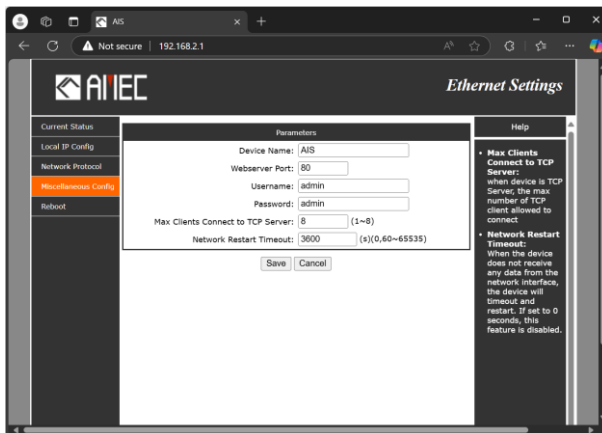 AIS
Not secure | 192.168.2.1
AMEC
Ethernet Settings
Current Status
Local IP Config
Network Protocol
Miscellaneous Config
Reboot
Parameters
Device Name: AIS
Webserver Port: 80
Username: admin
Password: admin
Max Clients Connect to TCP Server: 8 (1~8)
Network Restart Timeout: 3600 (s)(0,60~65535)
Save Cancel
Help
• Max Clients
Connect to TCP
Server:
when device is TCP
Server, the max
number of TCP
client allowed to
connect
• Network Restart
Timeout:
When the device
does not receive
any data from the
network interface,
the device will
timeout and
restart. If set to 0
seconds, this
feature is disabled.